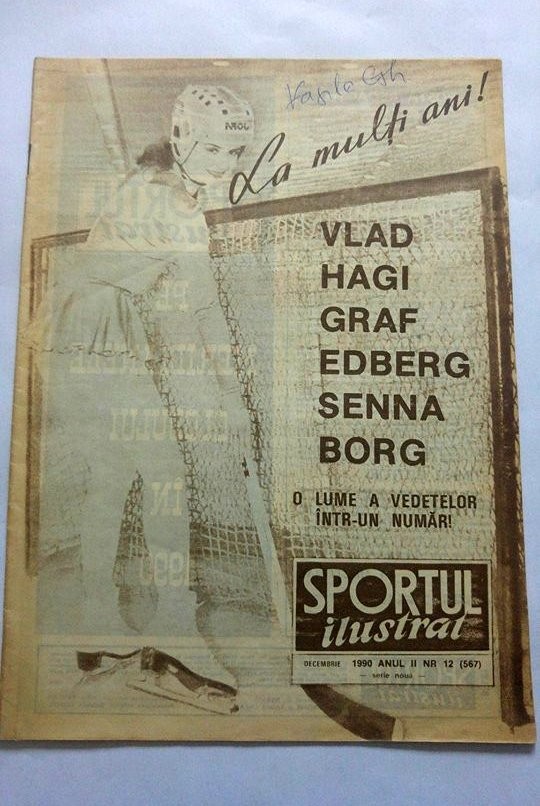 Vasile
La mulți ani!
MOL
VLAD
HAGI
GRAF
EDBERG
SENNA
BORG
O LUME A VEDETELOR
ÎNTR-UN NUMĂR!
SPORTUL
ilustrat
DECEMBRIE 1990 ANUL II NR 12 (567)
— serie nouă —